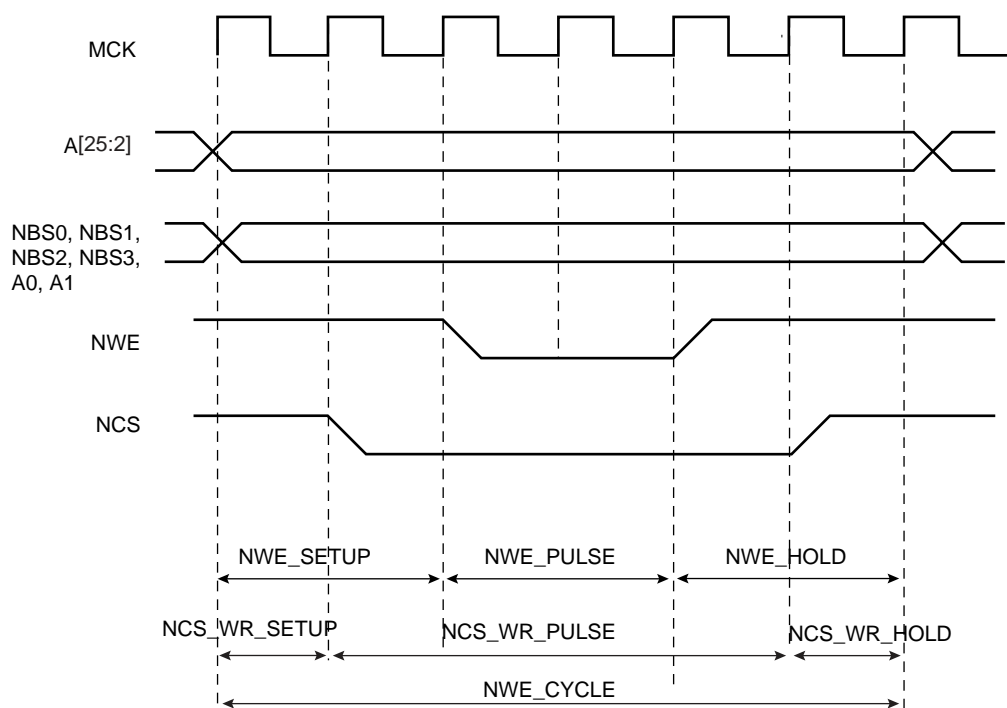 MCK
A[25:2]
NBS0, NBS1,
NBS2, NBS3,
A0, A1
NWE
NCS
NWE_SETUP
NWE_PULSE
NWE_HOLD
NCS_WR_SETUP
NCS_WR_PULSE
NCS_WR_HOLD
NWE_CYCLE